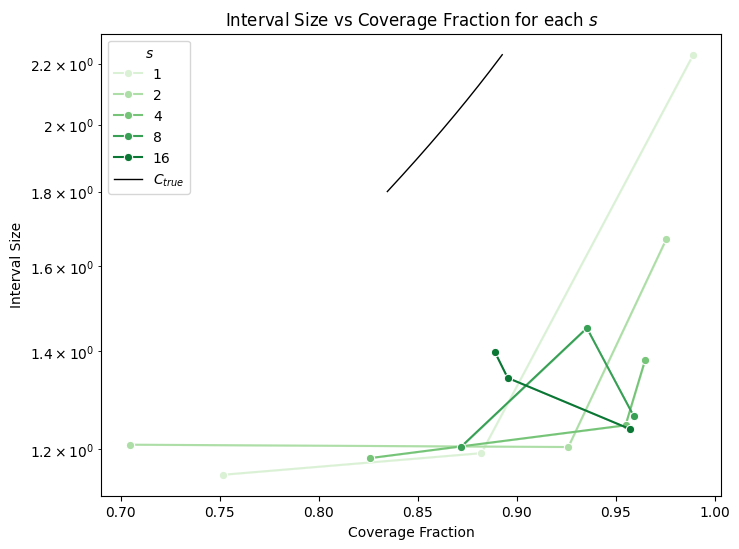 Interval Size vs Coverage Fraction for each s
s
1
2
4
8
16
C_true
2.2 × 10⁰
2 × 10⁰
1.8 × 10⁰
1.6 × 10⁰
1.4 × 10⁰
1.2 × 10⁰
Interval Size
0.70 0.75 0.80 0.85 0.90 0.95 1.00
Coverage Fraction